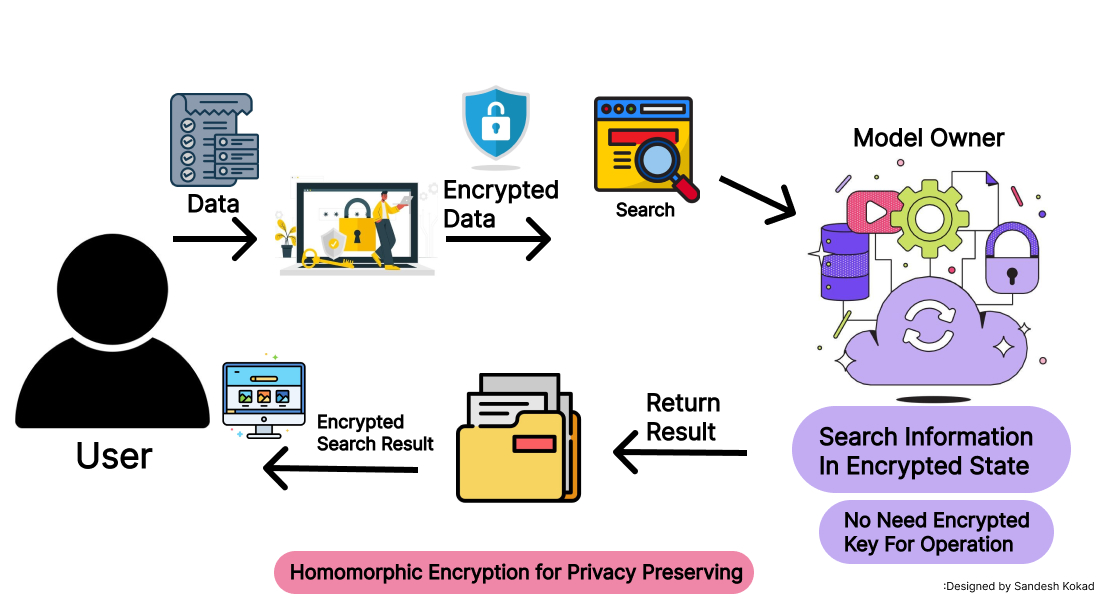 Model Owner
Data
Encrypted
Data
Search
User
Encrypted
Search Result
Return
Result
Search Information
In Encrypted State
No Need Encrypted
Key For Operation
Homomorphic Encryption for Privacy Preserving
:Designed by Sandesh Kokad